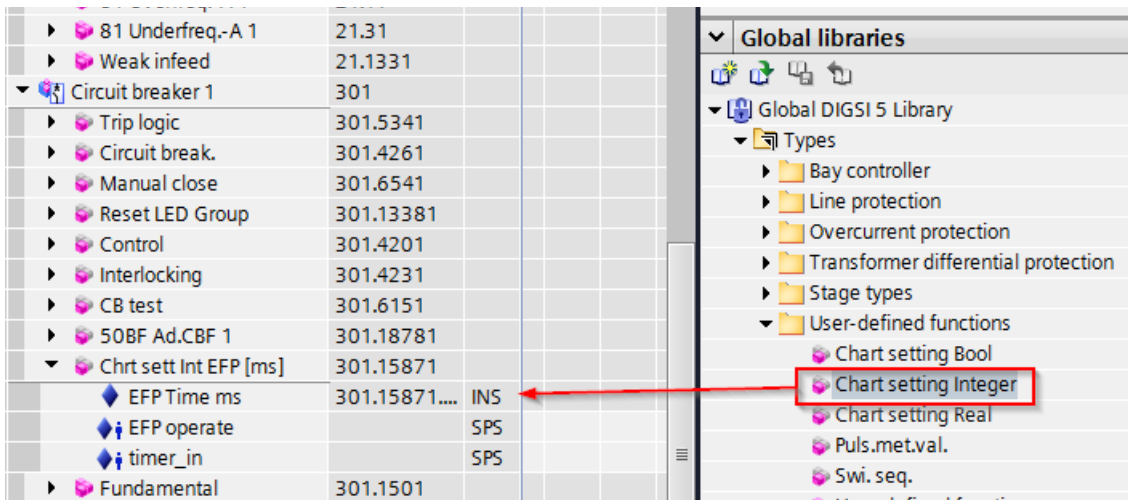 81 Underfreq.-A 1 21.31
Weak infeed 21.1331
Circuit breaker 1 301
Trip logic 301.5341
Circuit break. 301.4261
Manual close 301.6541
Reset LED Group 301.13381
Control 301.4201
Interlocking 301.4231
CB test 301.6151
50BF Ad.CBF 1 301.18781
Chrt sett Int EFP [ms] 301.15871
EFP Time ms 301.15871.... INS
EFP operate SPS
timer_in SPS
Fundamental 301.1501
Global libraries
Global DIGSI 5 Library
Types
Bay controller
Line protection
Overcurrent protection
Transformer differential protection
Stage types
User-defined functions
Chart setting Bool
Chart setting Integer
Chart setting Real
Puls.met.val.
Swi. seq.